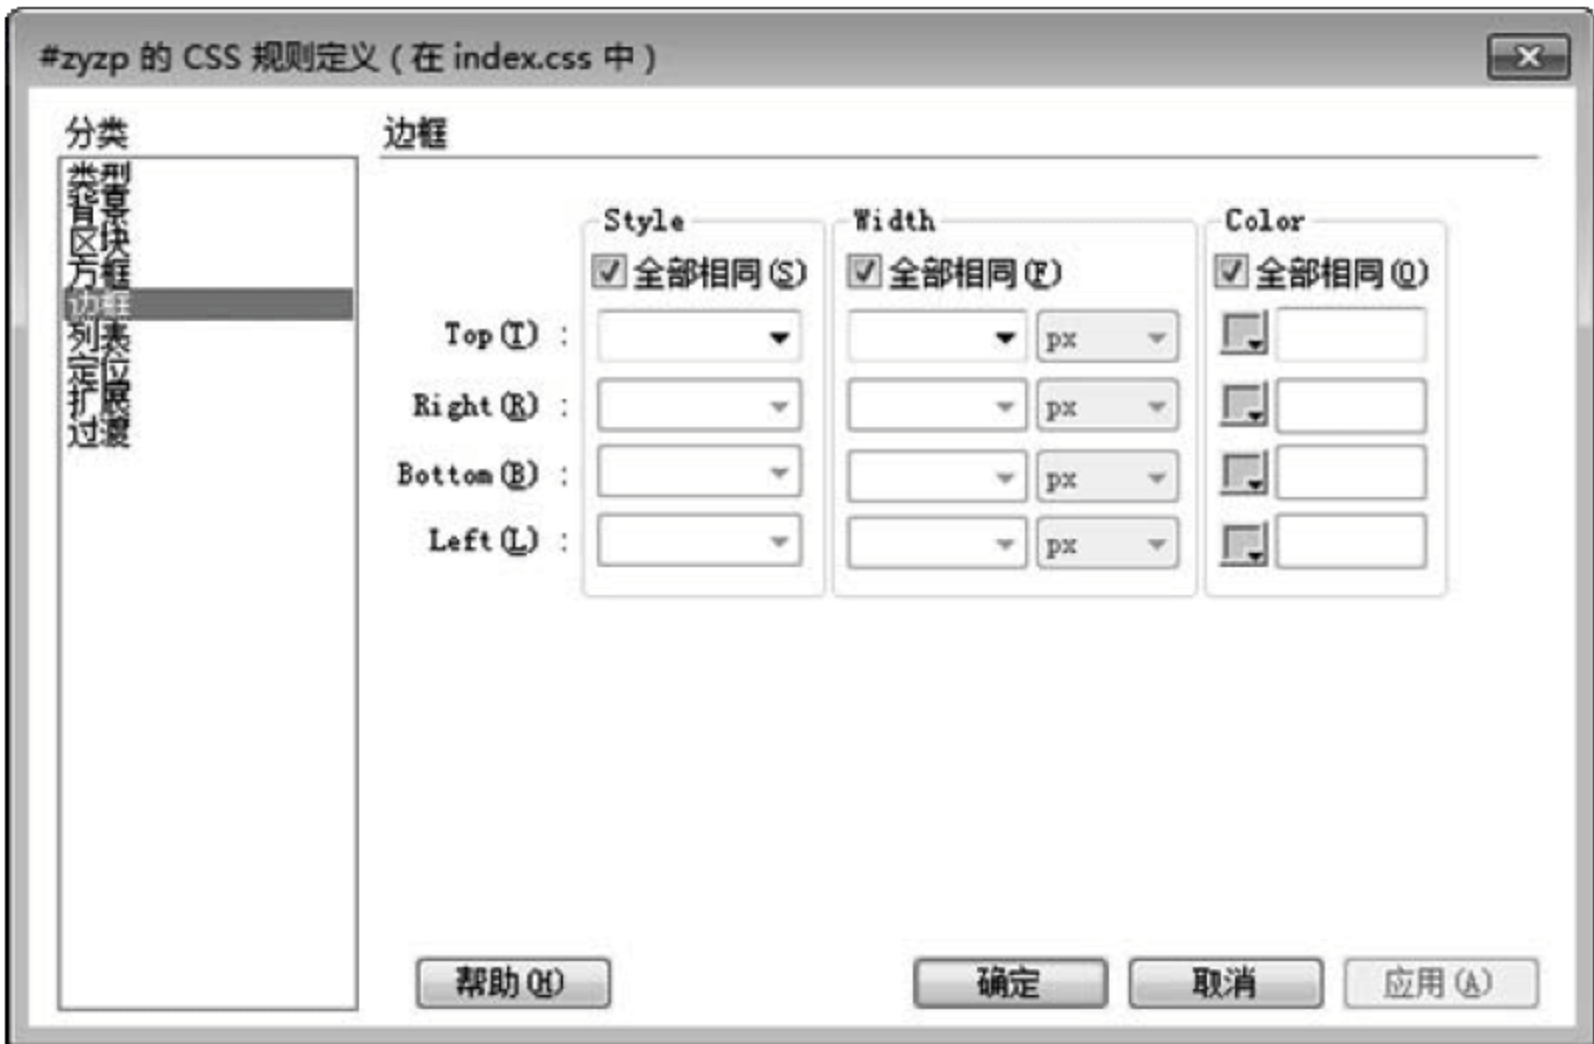 #zyzp 的 CSS 规则定义 ( 在 index.css 中 )
分类
类型
背景
区块
方框
边框
列表
定位
扩展
过渡
边框
Style Width Color
全部相同(S) 全部相同(F) 全部相同(O)
Top(T) : px
Right(R) : px
Bottom(B) : px
Left(L) : px
帮助(H) 确定 取消 应用(A)